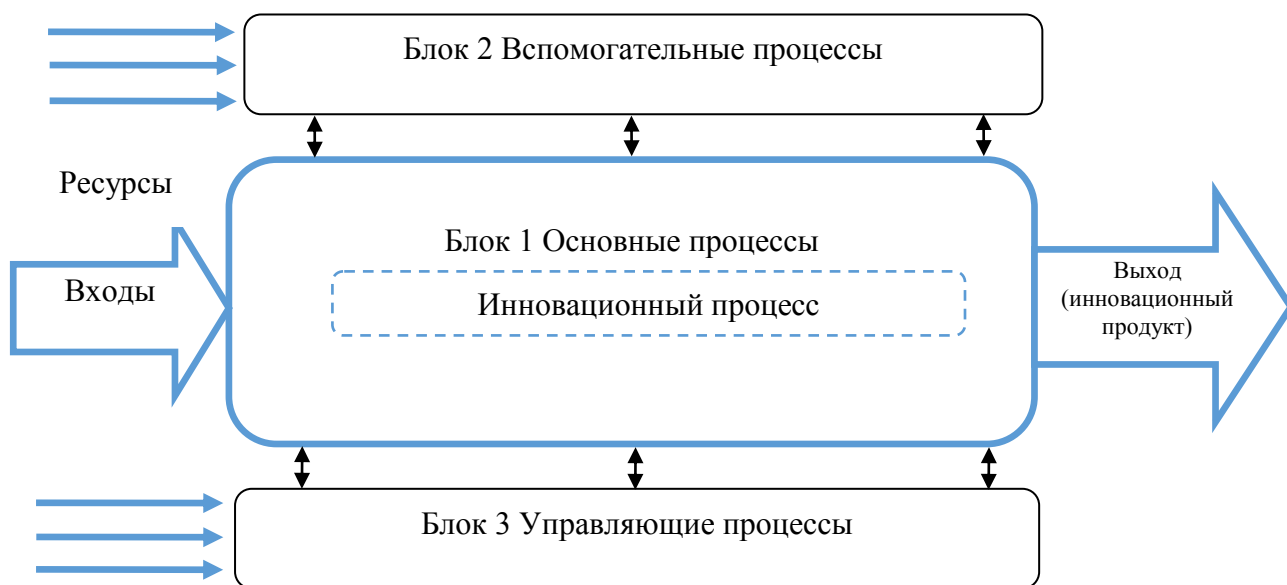 Блок 2 Вспомогательные процессы
Ресурсы
Блок 1 Основные процессы
Входы
Инновационный процесс
Выход
(инновационный
продукт)
Блок 3 Управляющие процессы